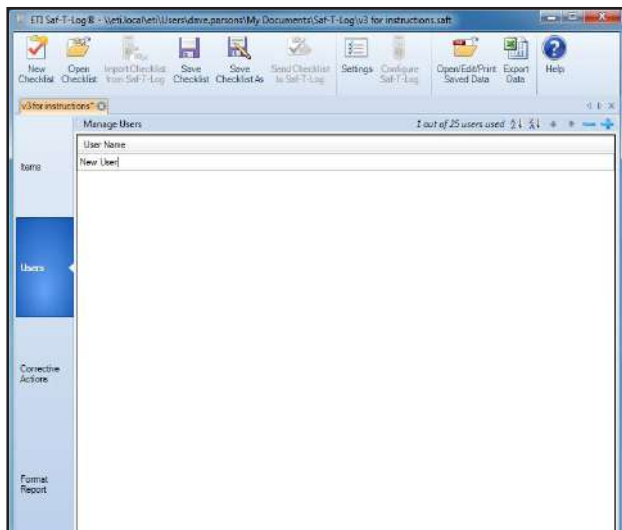 ETI Saf-T-Log® - \\eti.local\eti\Users\dave.parsons\My Documents\Saf-T-Log\v3 for instructions.saft
New Checklist
Open Checklist
Import Checklist from Saf-T-Log
Save Checklist
Save Checklist As
Send Checklist to Saf-T-Log
Settings
Configure Saf-T-Log
Open/Edit/Print Saved Data
Export Data
Help
v3 for instructions*
Manage Users
1 out of 25 users used
User Name
New User
Items
Users
Corrective
Actions
Format
Report